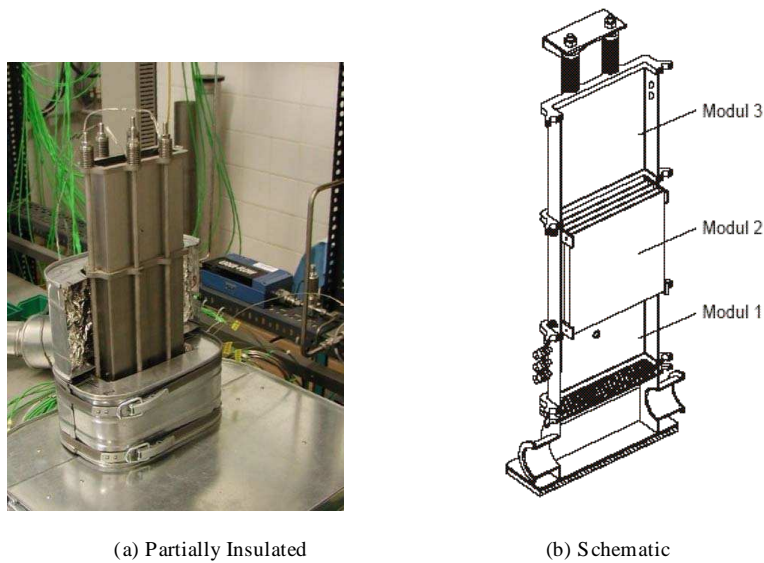 Modul 3
Modul 2
Modul 1
(a) Partially Insulated
(b) Schematic